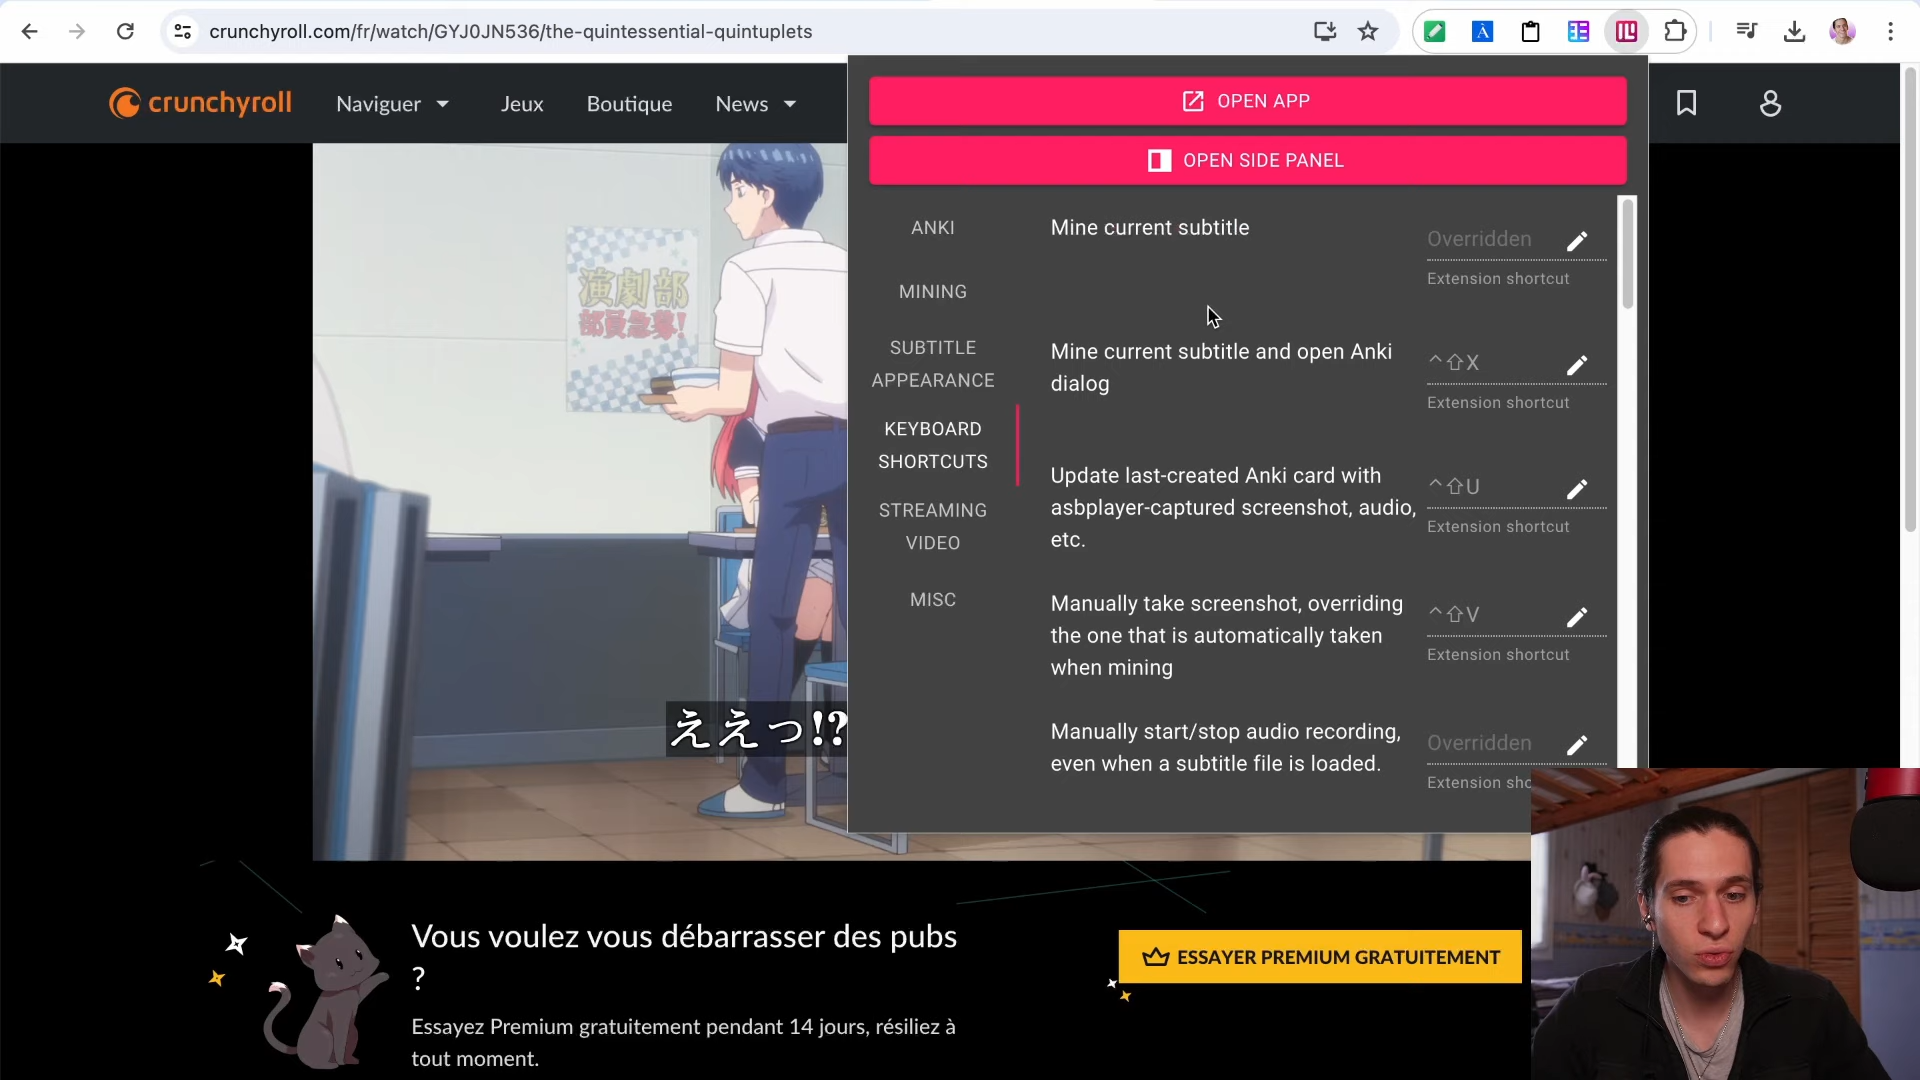 crunchyroll.com/fr/watch/GYJ0JN536/the-quintessential-quintuplets
crunchyroll
Naviguer
Jeux
Boutique
News
OPEN APP
OPEN SIDE PANEL
ANKI
MINING
SUBTITLE
APPEARANCE
KEYBOARD
SHORTCUTS
STREAMING
VIDEO
MISC
Mine current subtitle
Overridden
Extension shortcut
Mine current subtitle and open Anki
dialog
^⇧X
Extension shortcut
Update last-created Anki card with
asbplayer-captured screenshot, audio,
etc.
^⇧U
Extension shortcut
Manually take screenshot, overriding
the one that is automatically taken
when mining
^⇧V
Extension shortcut
Manually start/stop audio recording,
even when a subtitle file is loaded.
Overridden
Extension sho
演劇部
部員急募!
ええっ!?
Vous voulez vous débarrasser des pubs
?
Essayez Premium gratuitement pendant 14 jours, résiliez à
tout moment.
ESSAYER PREMIUM GRATUITEMENT